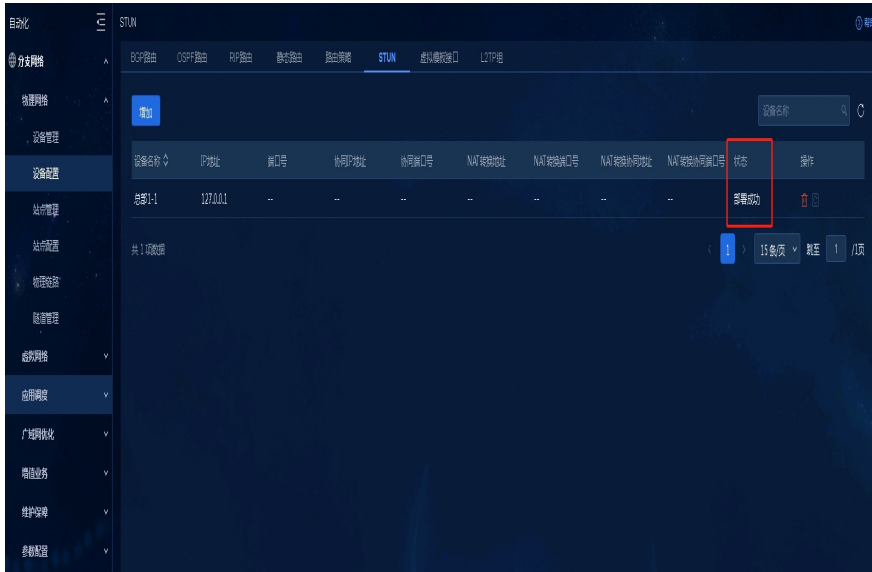 自动化
STUN
分支网络
BGP路由 OSPF路由 RIP路由 静态路由 路由策略 STUN 虚拟模板接口 L2TP组
物理网络
增加
设备名称
设备管理
设备配置
设备名称 IP地址 端口号 协同IP地址 协同端口号 NAT转换地址 NAT转换端口号 NAT转换协同地址 NAT转换协同端口号 状态 操作
总部1-1 127.0.0.1 -- -- -- -- -- -- -- 部署成功
站点管理
站点配置
共 1 项数据
1 15 条/页 跳至 1 /1页
物理链路
隧道管理
虚拟网络
应用调度
广域网优化
增值业务
维护保障
参数配置